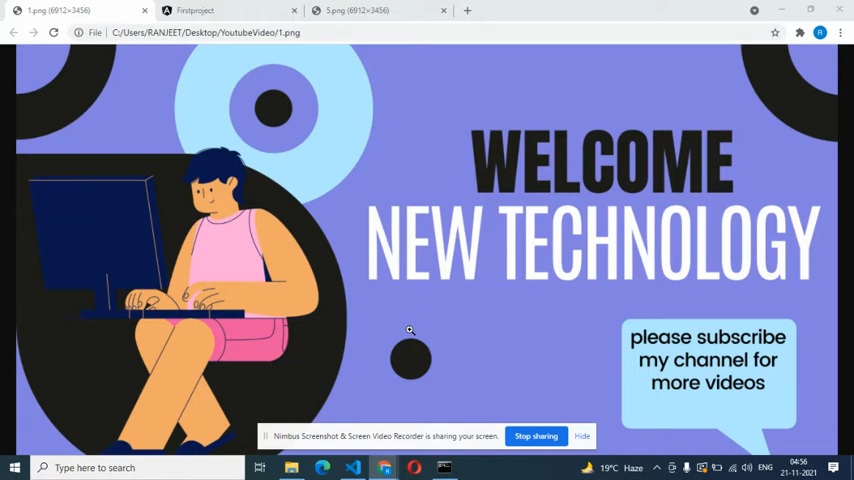 1.png (6912×3456)
Firstproject
5.png (6912×3456)
File
C:/Users/RANJEET/Desktop/YoutubeVideo/1.png
R
WELCOME
NEW TECHNOLOGY
please subscribe
my channel for
more videos
Nimbus Screenshot & Screen Video Recorder is sharing your screen.
Stop sharing
Hide
Type here to search
19°C Haze
ENG
04:56
21-11-2021